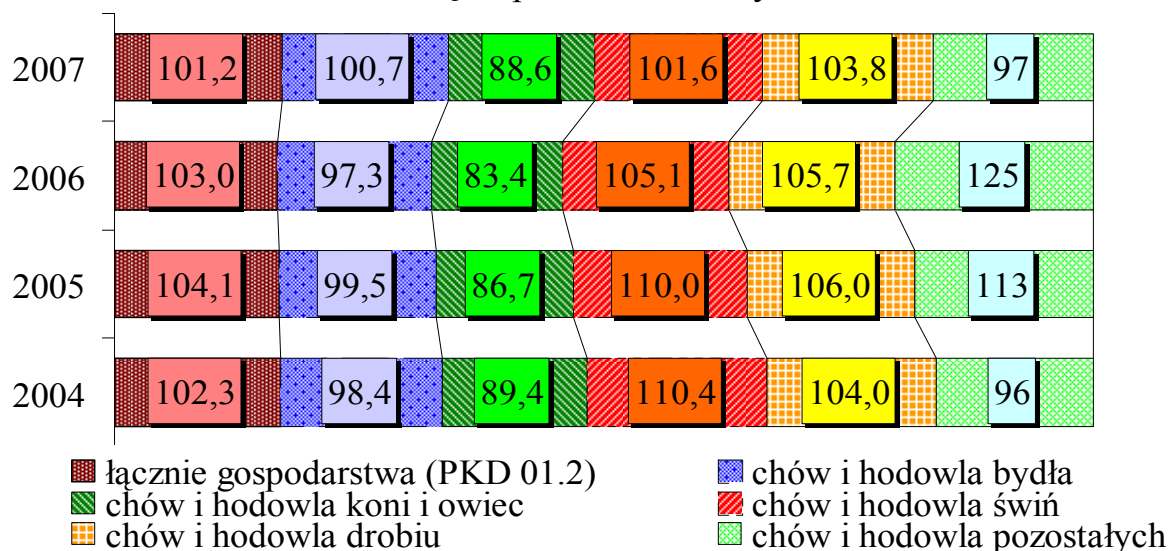 2007 101,2 100,7 88,6 101,6 103,8 97
2006 103,0 97,3 83,4 105,1 105,7 125
2005 104,1 99,5 86,7 110,0 106,0 113
2004 102,3 98,4 89,4 110,4 104,0 96
łącznie gospodarstwa (PKD 01.2) chów i hodowla bydła
chów i hodowla koni i owiec chów i hodowla świń
chów i hodowla drobiu chów i hodowla pozostałych